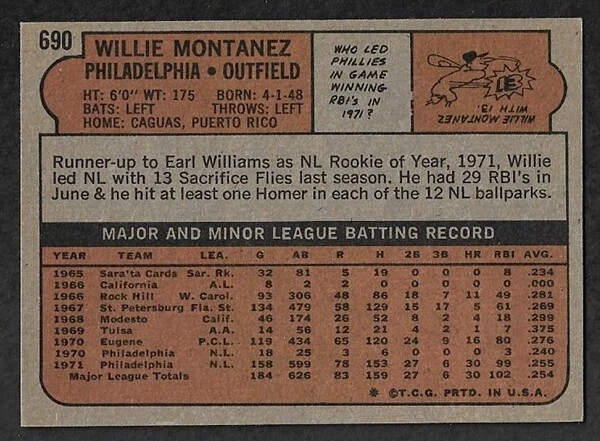 690
WILLIE MONTANEZ
PHILADELPHIA • OUTFIELD
HT: 6'0" WT: 175 BORN: 4-1-48
BATS: LEFT THROWS: LEFT
HOME: CAGUAS, PUERTO RICO
WHO LED
PHILLIES
IN GAME
WINNING
RBI'S IN
1971?
13
WILLIE MONTANEZ
WITH 13.
Runner-up to Earl Williams as NL Rookie of Year, 1971, Willie
led NL with 13 Sacrifice Flies last season. He had 29 RBI's in
June & he hit at least one Homer in each of the 12 NL ballparks.
MAJOR AND MINOR LEAGUE BATTING RECORD
YEAR TEAM LEA. G AB R H 2B 3B HR RBI AVG.
1965 Sara'ta Cards Sar. Rk. 32 81 5 19 0 0 0 8 .234
1966 California A.L. 8 2 2 0 0 0 0 0 .000
1966 Rock Hill W. Carol. 93 306 48 86 18 7 11 49 .281
1967 St. Petersburg Fla. St. 134 479 58 129 15 17 5 61 .269
1968 Modesto Calif. 46 174 26 52 8 2 4 18 .299
1969 Tulsa A.A. 14 56 12 21 4 2 1 7 .375
1970 Eugene P.C.L. 119 434 65 120 24 9 16 80 .276
1970 Philadelphia N.L. 18 25 3 6 0 0 0 3 .240
1971 Philadelphia N.L. 158 599 78 153 27 6 30 99 .255
Major League Totals 184 626 83 159 27 6 30 102 .254
* ©T.C.G. PRTD. IN U.S.A.